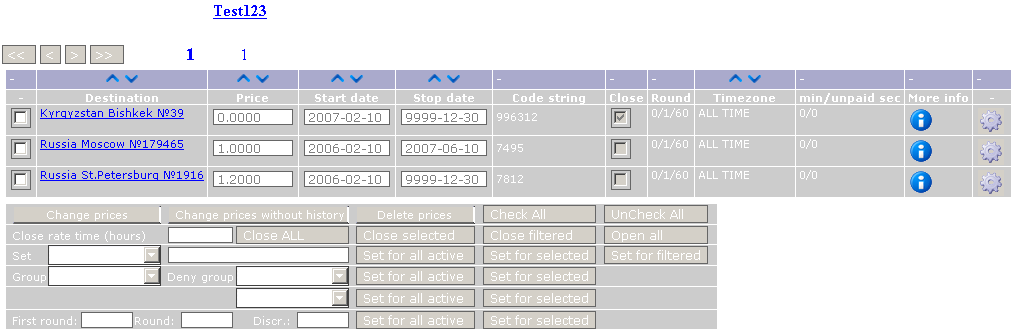 Test123
<< < > >> 1 1
- - - - - - -
- Destination Price Start date Stop date Code string Close Round Timezone min/unpaid sec More info -
Kyrgyzstan Bishkek №39 0.0000 2007-02-10 9999-12-30 996312 0/1/60 ALL TIME 0/0
Russia Moscow №179465 1.0000 2006-02-10 2007-06-10 7495 0/1/60 ALL TIME 0/0
Russia St.Petersburg №1916 1.2000 2006-02-10 9999-12-30 7812 0/1/60 ALL TIME 0/0
Change prices Change prices without history Delete prices Check All UnCheck All
Close rate time (hours) Close ALL Close selected Close filtered Open all
Set Set for all active Set for selected Set for filtered
Group Deny group Set for all active Set for selected
Set for all active Set for selected
First round: Round: Discr.: Set for all active Set for selected